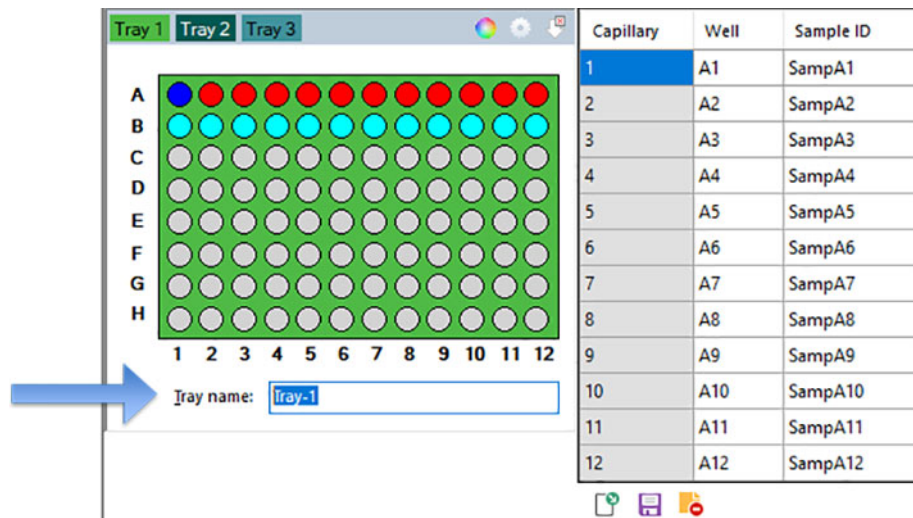 Tray 1 Tray 2 Tray 3
A
B
C
D
E
F
G
H
1 2 3 4 5 6 7 8 9 10 11 12
Tray name: Tray-1
Capillary Well Sample ID
1 A1 SampA1
2 A2 SampA2
3 A3 SampA3
4 A4 SampA4
5 A5 SampA5
6 A6 SampA6
7 A7 SampA7
8 A8 SampA8
9 A9 SampA9
10 A10 SampA10
11 A11 SampA11
12 A12 SampA12